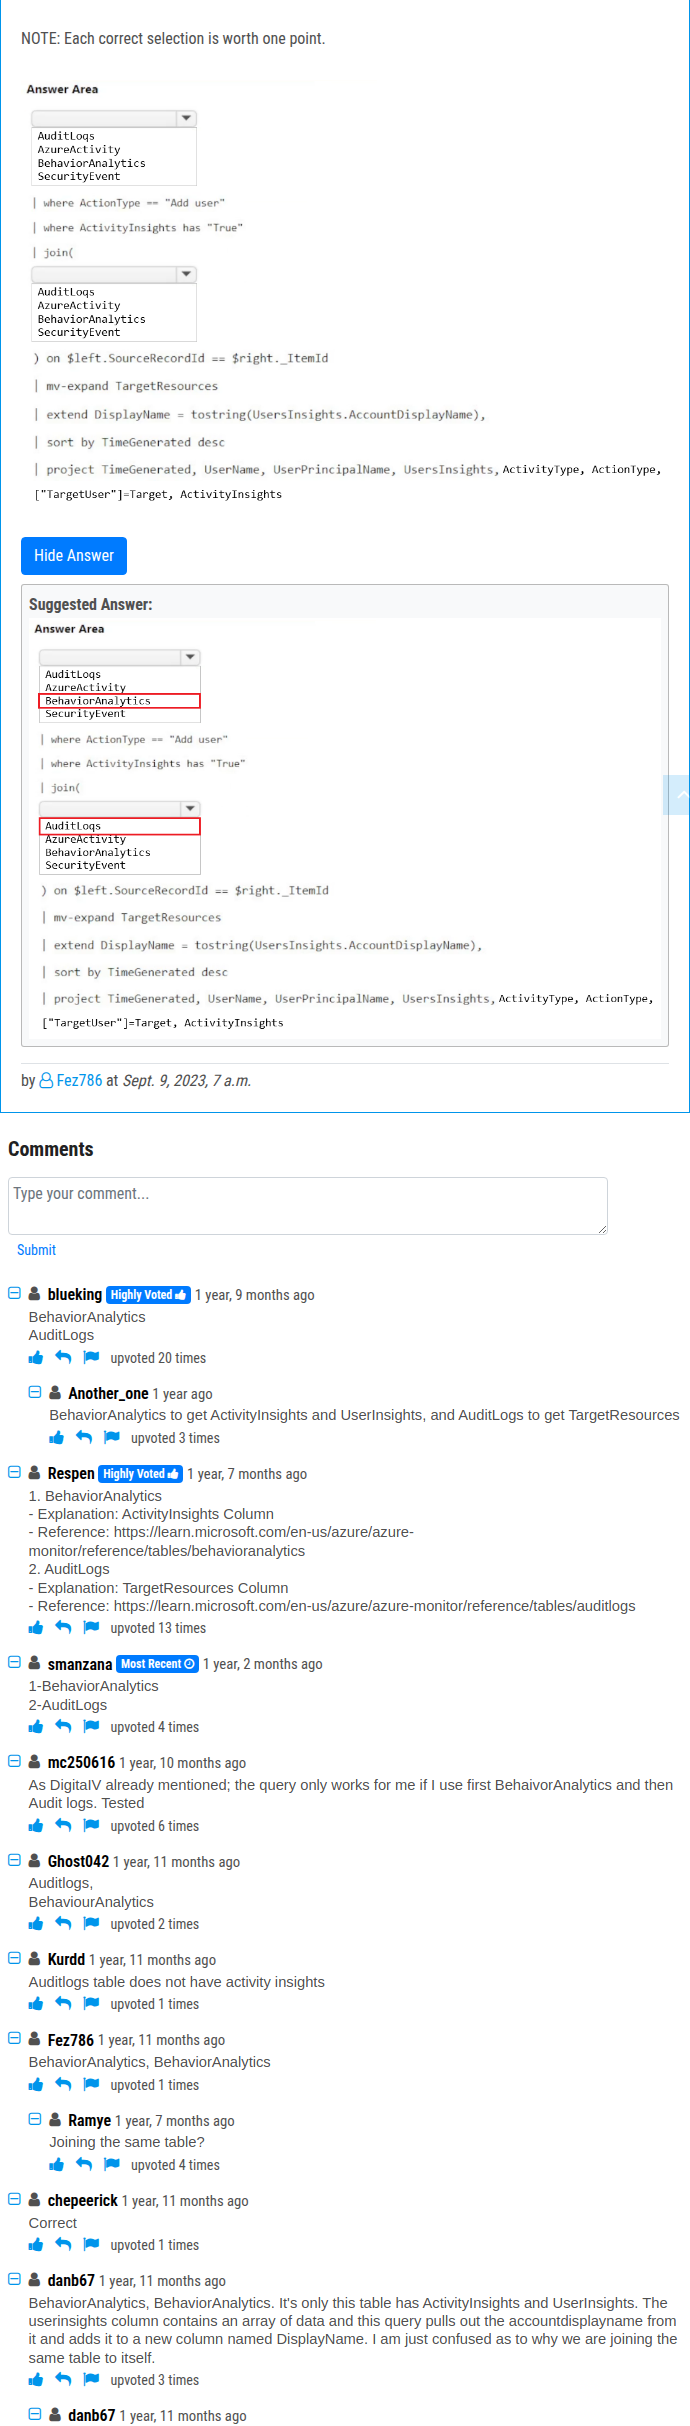 NOTE: Each correct selection is worth one point.
Answer Area
AuditLogs
AzureActivity
BehaviorAnalytics
SecurityEvent
| where ActionType == "Add user"
| where ActivityInsights has "True"
| join(
AuditLogs
AzureActivity
BehaviorAnalytics
SecurityEvent
) on $left.SourceRecordId == $right._ItemId
| mv-expand TargetResources
| extend DisplayName = tostring(UsersInsights.AccountDisplayName),
| sort by TimeGenerated desc
| project TimeGenerated, UserName, UserPrincipalName, UsersInsights, ActivityType, ActionType,
["TargetUser"]=Target, ActivityInsights
Hide Answer
Suggested Answer:
Answer Area
AuditLogs
AzureActivity
BehaviorAnalytics
SecurityEvent
| where ActionType == "Add user"
| where ActivityInsights has "True"
| join(
AuditLogs
AzureActivity
BehaviorAnalytics
SecurityEvent
) on $left.SourceRecordId == $right._ItemId
| mv-expand TargetResources
| extend DisplayName = tostring(UsersInsights.AccountDisplayName),
| sort by TimeGenerated desc
| project TimeGenerated, UserName, UserPrincipalName, UsersInsights, ActivityType, ActionType,
["TargetUser"]=Target, ActivityInsights
by Fez786 at Sept. 9, 2023, 7 a.m.
Comments
Type your comment...
Submit
blueking Highly Voted 1 year, 9 months ago
BehaviorAnalytics
AuditLogs
upvoted 20 times
Another_one 1 year ago
BehaviorAnalytics to get ActivityInsights and UserInsights, and AuditLogs to get TargetResources
upvoted 3 times
Respen Highly Voted 1 year, 7 months ago
1. BehaviorAnalytics
- Explanation: ActivityInsights Column
- Reference: https://learn.microsoft.com/en-us/azure/azure-
monitor/reference/tables/behavioranalytics
2. AuditLogs
- Explanation: TargetResources Column
- Reference: https://learn.microsoft.com/en-us/azure/azure-monitor/reference/tables/auditlogs
upvoted 13 times
smanzana Most Recent 1 year, 2 months ago
1-BehaviorAnalytics
2-AuditLogs
upvoted 4 times
mc250616 1 year, 10 months ago
As DigitalV already mentioned; the query only works for me if I use first BehaivorAnalytics and then
Audit logs. Tested
upvoted 6 times
Ghost042 1 year, 11 months ago
Auditlogs,
BehaviourAnalytics
upvoted 2 times
Kurdd 1 year, 11 months ago
Auditlogs table does not have activity insights
upvoted 1 times
Fez786 1 year, 11 months ago
BehaviorAnalytics, BehaviorAnalytics
upvoted 1 times
Ramye 1 year, 7 months ago
Joining the same table?
upvoted 4 times
chepeerick 1 year, 11 months ago
Correct
upvoted 1 times
danb67 1 year, 11 months ago
BehaviorAnalytics, BehaviorAnalytics. It's only this table has ActivityInsights and UserInsights. The
userinsights column contains an array of data and this query pulls out the accountdisplayname from
it and adds it to a new column named DisplayName. I am just confused as to why we are joining the
same table to itself.
upvoted 3 times
danb67 1 year, 11 months ago